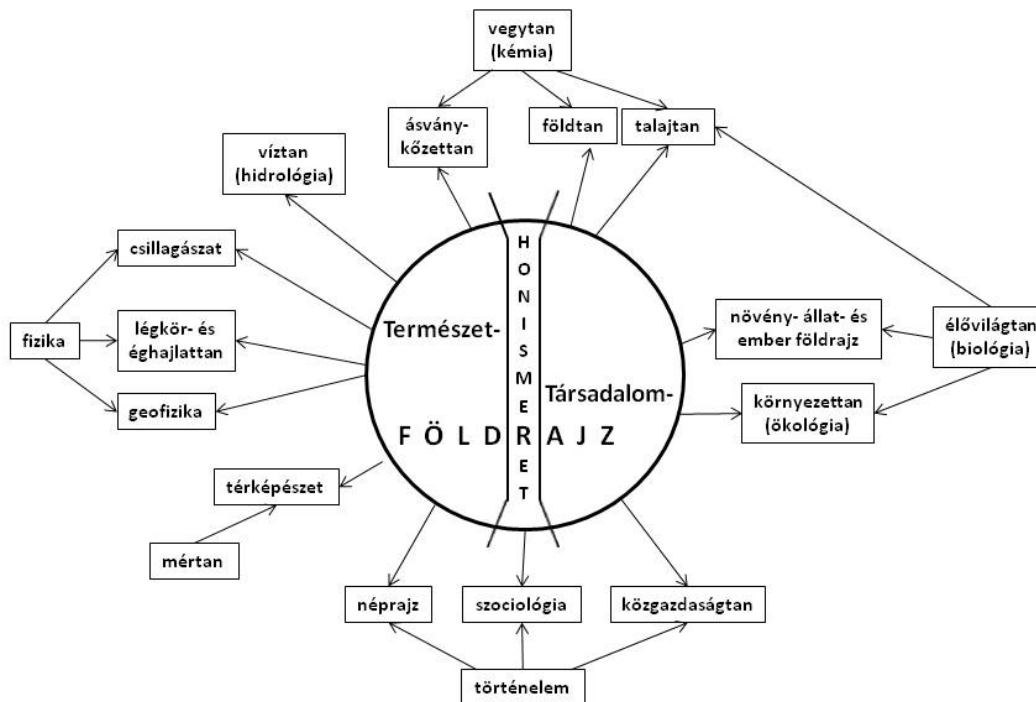 vegytan
(kémia)
ásvány-
kőzettan
földtan
talajtan
víztan
(hidrológia)
csillagászat
fizika
légkör- és
éghajlattan
geofizika
Természet-
HONISMERET
Társadalom-
FÖLDRAJZ
növény- állat- és
ember földrajz
élővilágtan
(biológia)
környezettan
(ökológia)
térképészet
mértan
néprajz
szociológia
közgazdaságtan
történelem